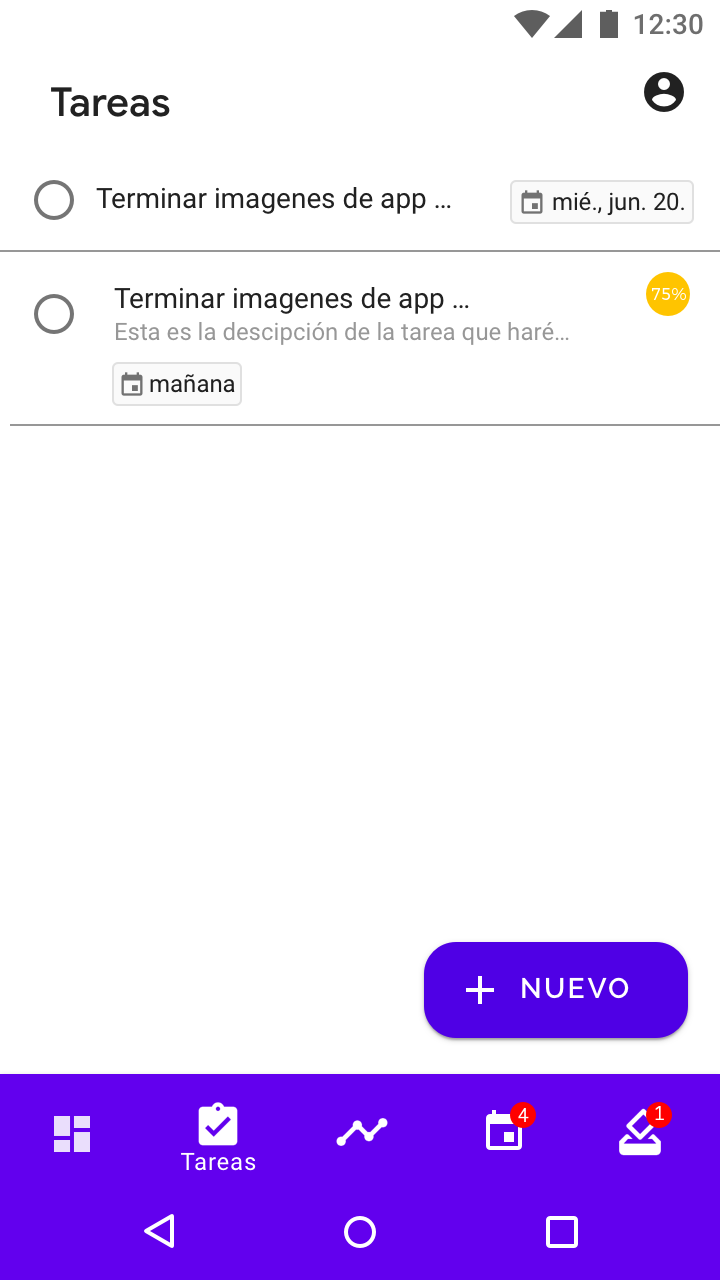 12:30
Tareas
Terminar imagenes de app ...
mié., jun. 20.
Terminar imagenes de app ...
75%
Esta es la descipción de la tarea que haré...
mañana
NUEVO
4
1
Tareas